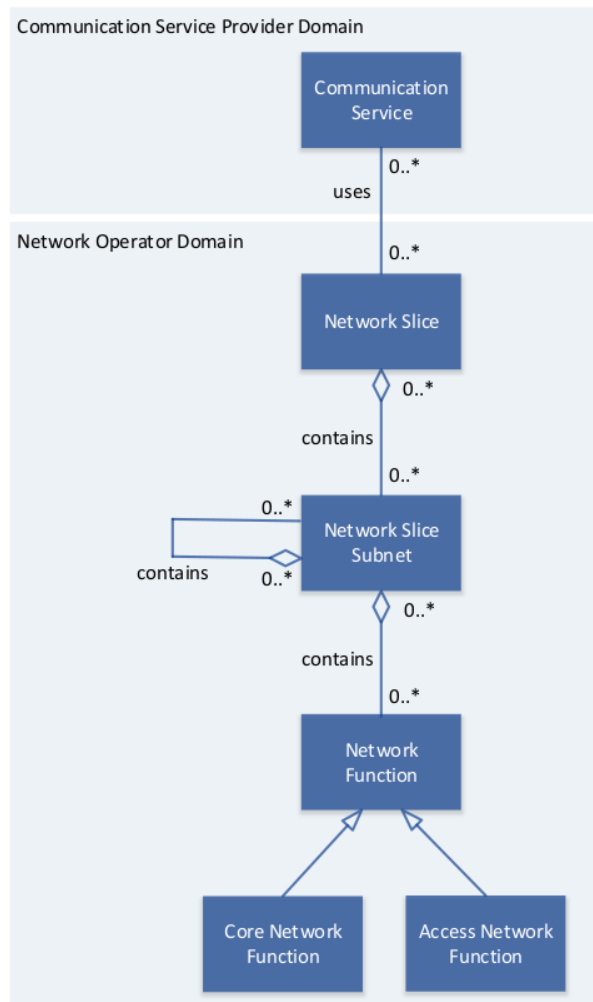 Communication Service Provider Domain
Communication
Service
0..*
uses
Network Operator Domain
0..*
Network Slice
0..*
contains
0..*
0..*
Network Slice
Subnet
contains
0..*
0..*
contains
0..*
Network
Function
Core Network
Function
Access Network
Function